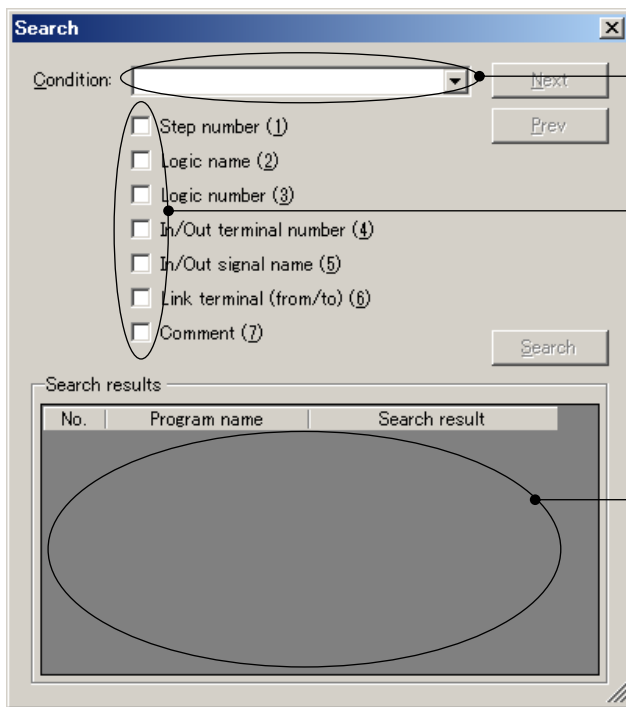 Search
Condition:
Next
Prev
Step number (1)
Logic name (2)
Logic number (3)
In/Out terminal number (4)
In/Out signal name (5)
Link terminal (from/to) (6)
Comment (7)
Search
Search results
No. Program name Search result